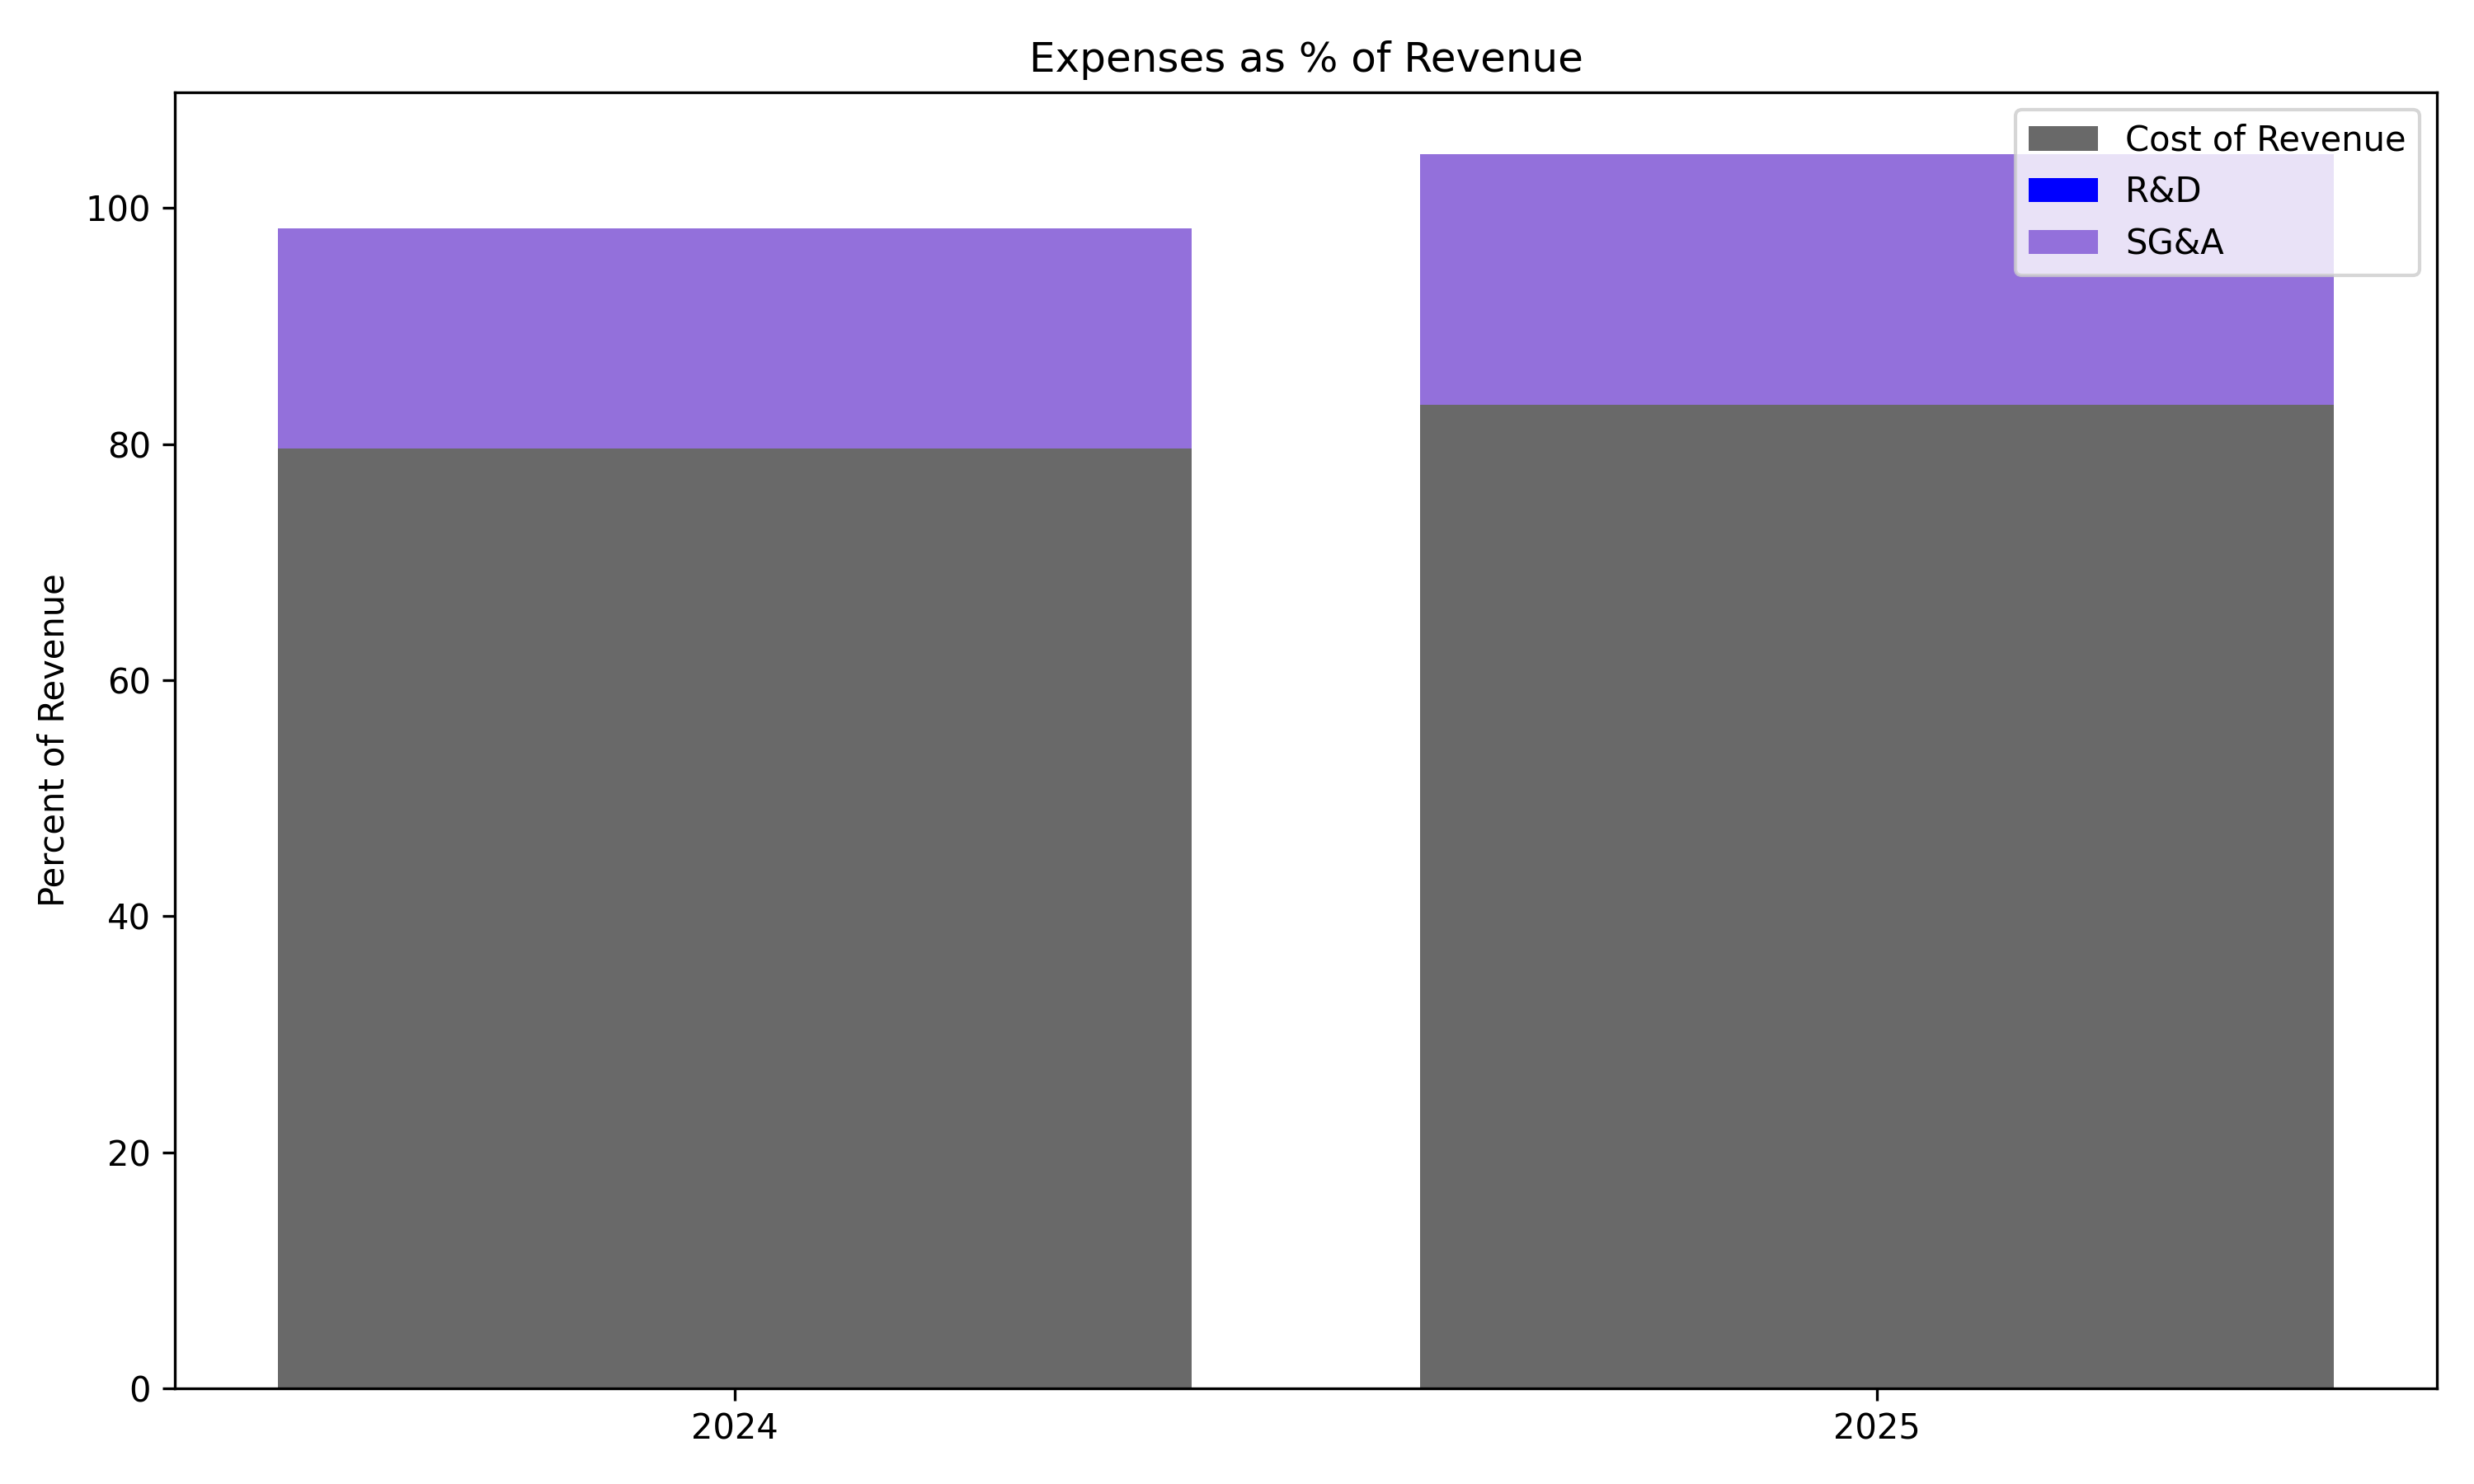 Expenses as % of Revenue
Cost of Revenue
R&D
SG&A
Percent of Revenue
100
80
60
40
20
0
2024
2025